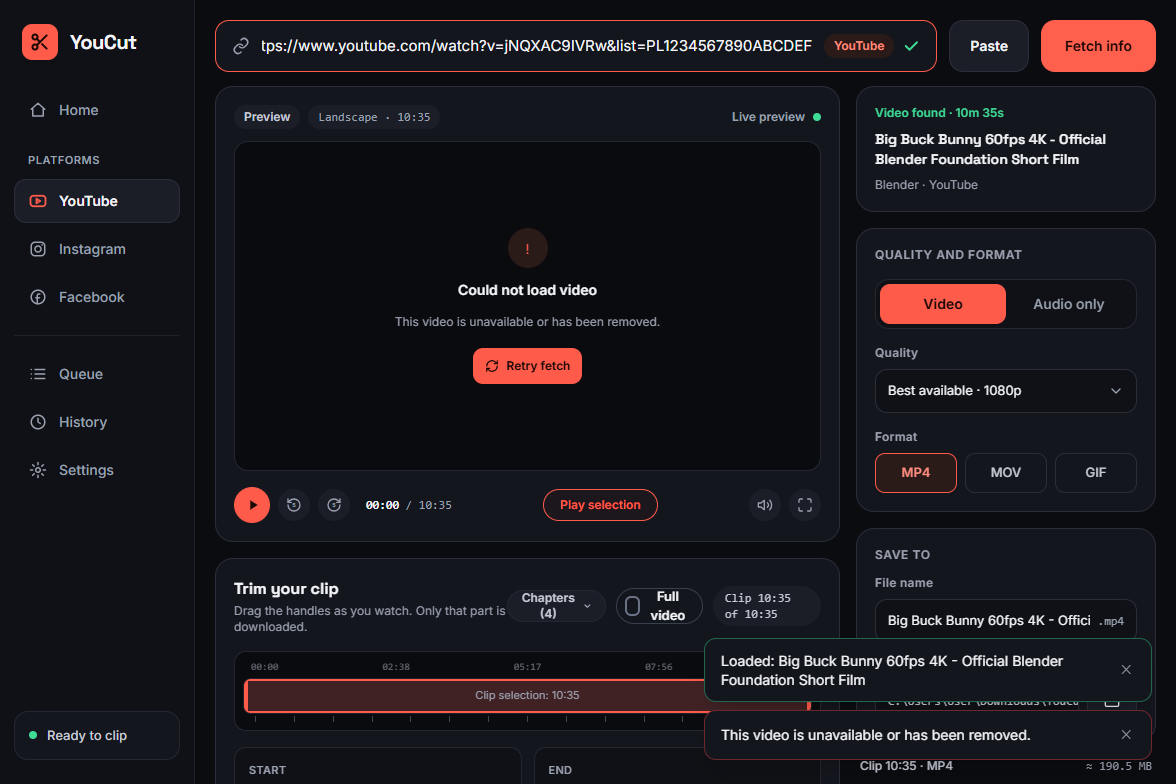 YouCut
tps://www.youtube.com/watch?v=jNQXAC9IVRw&list=PL1234567890ABCDEF
YouTube
Paste
Fetch info
Home
PLATFORMS
YouTube
Instagram
Facebook
Queue
History
Settings
Ready to clip
Preview
Landscape · 10:35
Live preview
!
Could not load video
This video is unavailable or has been removed.
Retry fetch
00:00 / 10:35
Play selection
Trim your clip
Drag the handles as you watch. Only that part is
downloaded.
Chapters
(4)
Full
video
Clip 10:35
of 10:35
00:00
02:38
05:17
07:56
Clip selection: 10:35
START
END
Video found · 10m 35s
Big Buck Bunny 60fps 4K - Official
Blender Foundation Short Film
Blender · YouTube
QUALITY AND FORMAT
Video
Audio only
Quality
Best available · 1080p
Format
MP4
MOV
GIF
SAVE TO
File name
Big Buck Bunny 60fps 4K - Offici .mp4
Loaded: Big Buck Bunny 60fps 4K - Official Blender
Foundation Short Film
This video is unavailable or has been removed.
Clip 10:35 · MP4
≈ 190.5 MB